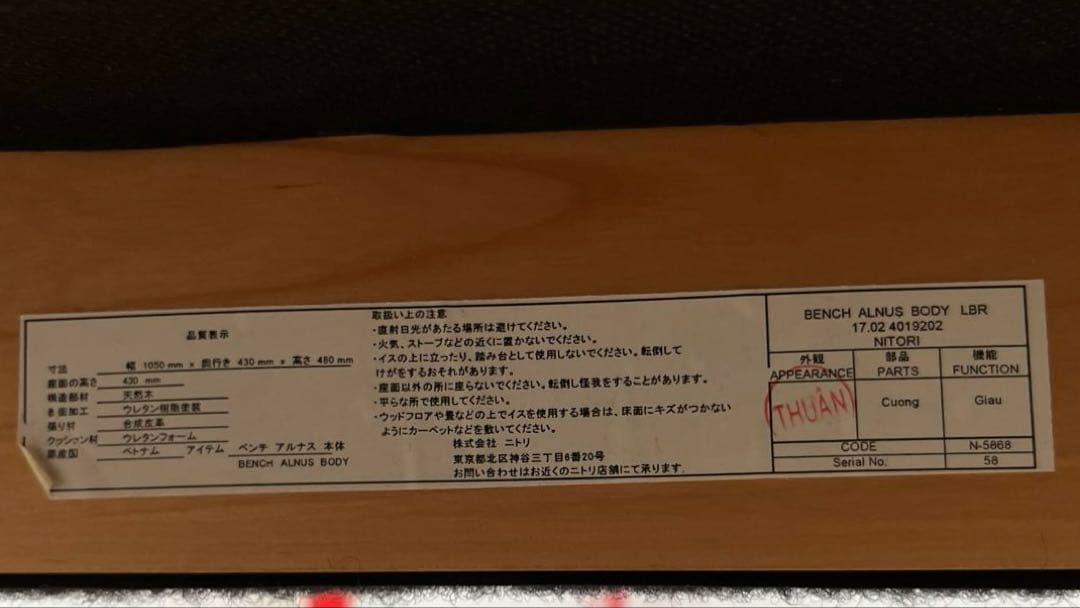 品質表示
寸法 幅 1050 mm × 奥行き 430 mm × 高さ 480 mm
座面の高さ 430 mm
構造部材 天然木
表面加工 ウレタン樹脂塗装
張り材 合成皮革
クッション材 ウレタンフォーム
原産国 ベトナム アイテム ベンチ アルナス 本体
BENCH ALNUS BODY
取扱い上の注意
・直射日光があたる場所は避けてください。
・火気、ストーブなどの近くに置かないでください。
・イスの上に立ったり、踏み台として使用しないでください。転倒して
けがをするおそれがあります。
・座面以外の所に座らないでください。転倒し怪我をすることがあります。
・平らな所で使用してください。
・ウッドフロアや畳などの上でイスを使用する場合は、床面にキズがつかない
ようにカーペットなどを敷いてください。
株式会社 ニトリ
東京都北区神谷三丁目6番20号
お問い合わせはお近くのニトリ店舗にて承ります.
BENCH ALNUS BODY LBR
17.02 4019202
NITORI
外観 部品 機能
APPEARANCE PARTS FUNCTION
THUÂN Cuong Giau
CODE N-5868
Serial No. 58